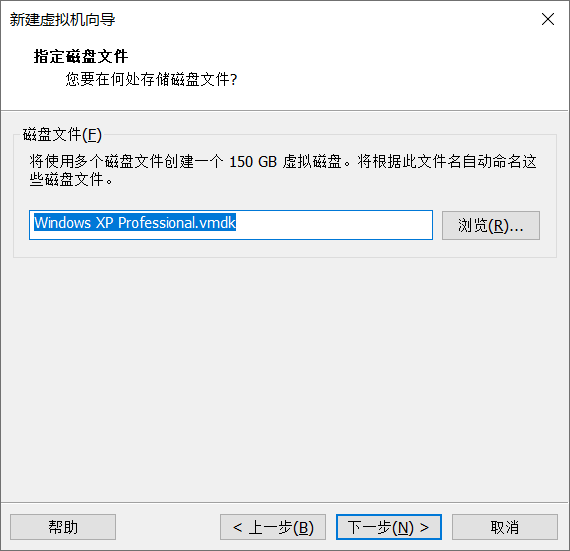 新建虚拟机向导
指定磁盘文件
您要在何处存储磁盘文件?
磁盘文件(F)
将使用多个磁盘文件创建一个 150 GB 虚拟磁盘。将根据此文件名自动命名这
些磁盘文件。
Windows XP Professional.vmdk
浏览(R)...
帮助
< 上一步(B)
下一步(N) >
取消